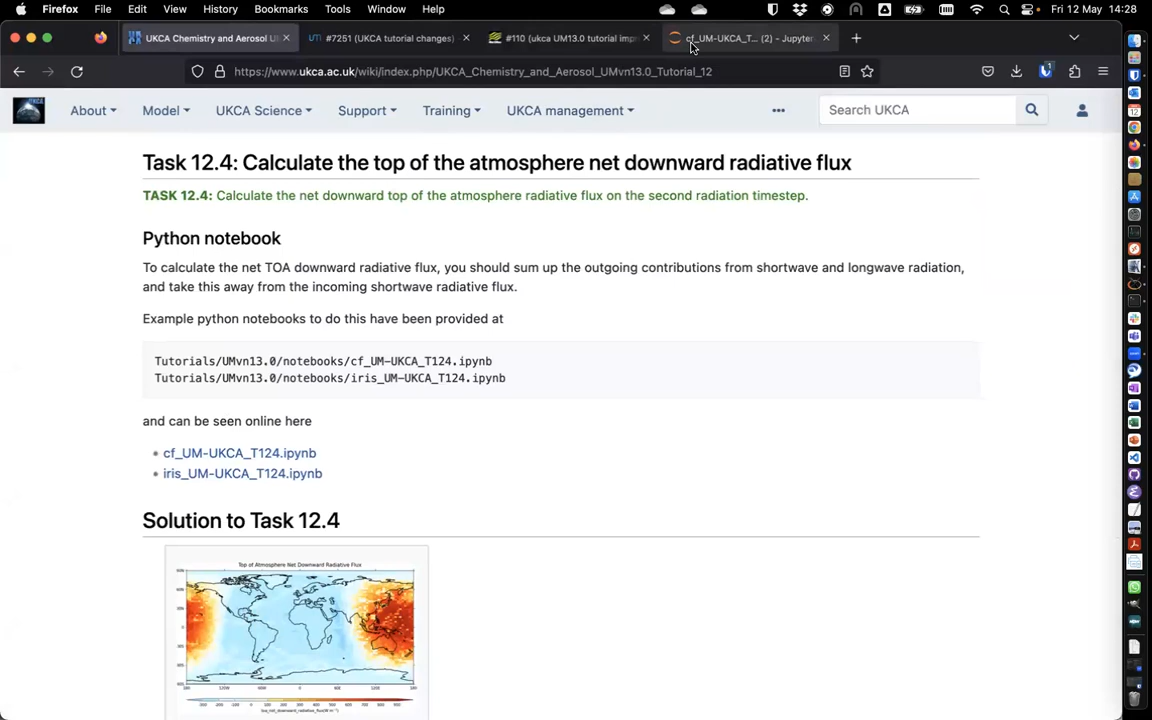 Firefox File Edit View History Bookmarks Tools Window Help Fri 12 May 14:28
UKCA Chemistry and Aerosol U #7251 (UKCA tutorial changes) #110 (ukca UM13.0 tutorial imp cf_UM-UKCA_T... (2) - Jupyter
https://www.ukca.ac.uk/wiki/index.php/UKCA_Chemistry_and_Aerosol_UMvn13.0_Tutorial_12
About Model UKCA Science Support Training UKCA management ••• Search UKCA
Task 12.4: Calculate the top of the atmosphere net downward radiative flux
TASK 12.4: Calculate the net downward top of the atmosphere radiative flux on the second radiation timestep.
Python notebook
To calculate the net TOA downward radiative flux, you should sum up the outgoing contributions from shortwave and longwave radiation,
and take this away from the incoming shortwave radiative flux.
Example python notebooks to do this have been provided at
Tutorials/UMvn13.0/notebooks/cf_UM-UKCA_T124.ipynb
Tutorials/UMvn13.0/notebooks/iris_UM-UKCA_T124.ipynb
and can be seen online here
cf_UM-UKCA_T124.ipynb
iris_UM-UKCA_T124.ipynb
Solution to Task 12.4
Top of Atmosphere Net Downward Radiative Flux